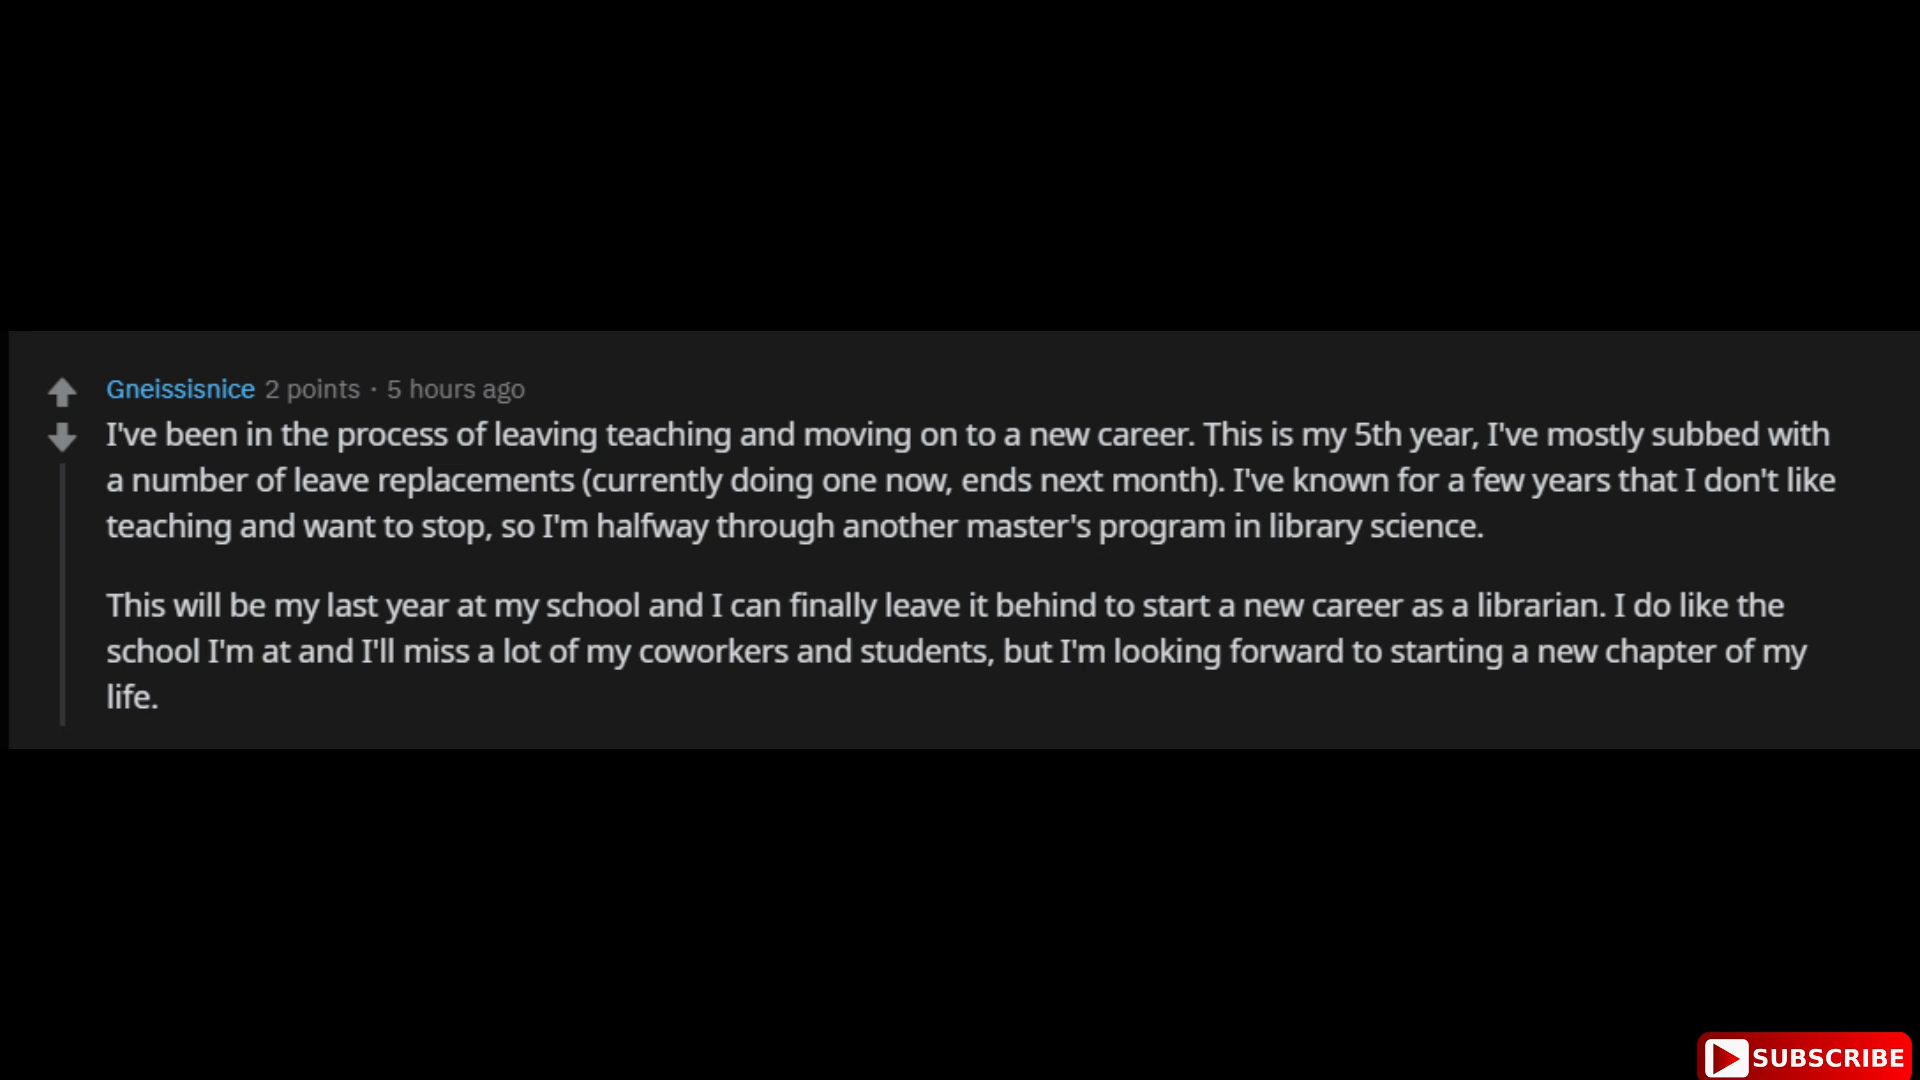 Gneissisnice 2 points · 5 hours ago
I've been in the process of leaving teaching and moving on to a new career. This is my 5th year, I've mostly subbed with
a number of leave replacements (currently doing one now, ends next month). I've known for a few years that I don't like
teaching and want to stop, so I'm halfway through another master's program in library science.
This will be my last year at my school and I can finally leave it behind to start a new career as a librarian. I do like the
school I'm at and I'll miss a lot of my coworkers and students, but I'm looking forward to starting a new chapter of my
life.
SUBSCRIBE